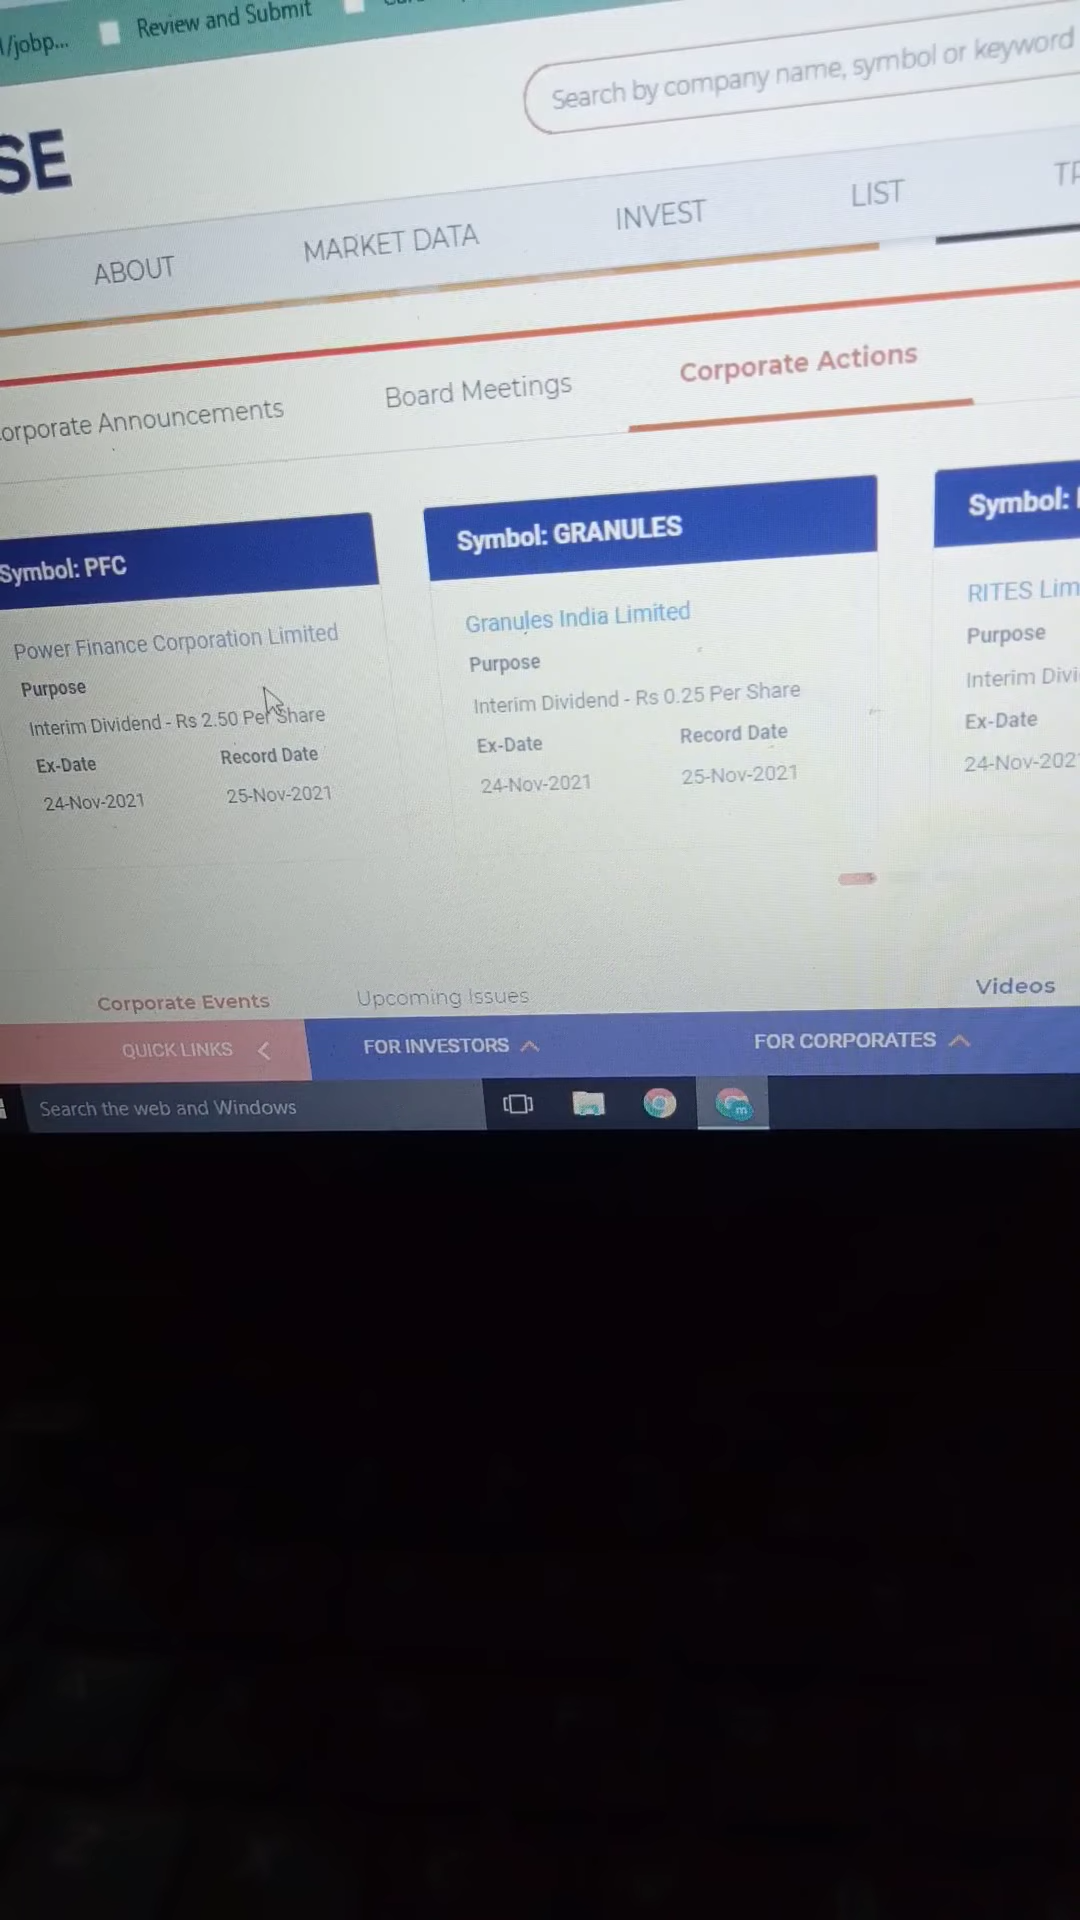 l/jobp...
Review and Submit
Search by company name, symbol or keyword
SE
ABOUT
MARKET DATA
INVEST
LIST
orporate Announcements
Board Meetings
Corporate Actions
Symbol: PFC
Power Finance Corporation Limited
Purpose
Interim Dividend - Rs 2.50 Per Share
Ex-Date
Record Date
24-Nov-2021
25-Nov-2021
Symbol: GRANULES
Granules India Limited
Purpose
Interim Dividend - Rs 0.25 Per Share
Ex-Date
Record Date
24-Nov-2021
25-Nov-2021
Symbol:
RITES Lim
Purpose
Interim Divi
Ex-Date
24-Nov-202
Corporate Events
Upcoming Issues
Videos
QUICK LINKS
FOR INVESTORS
FOR CORPORATES
Search the web and Windows